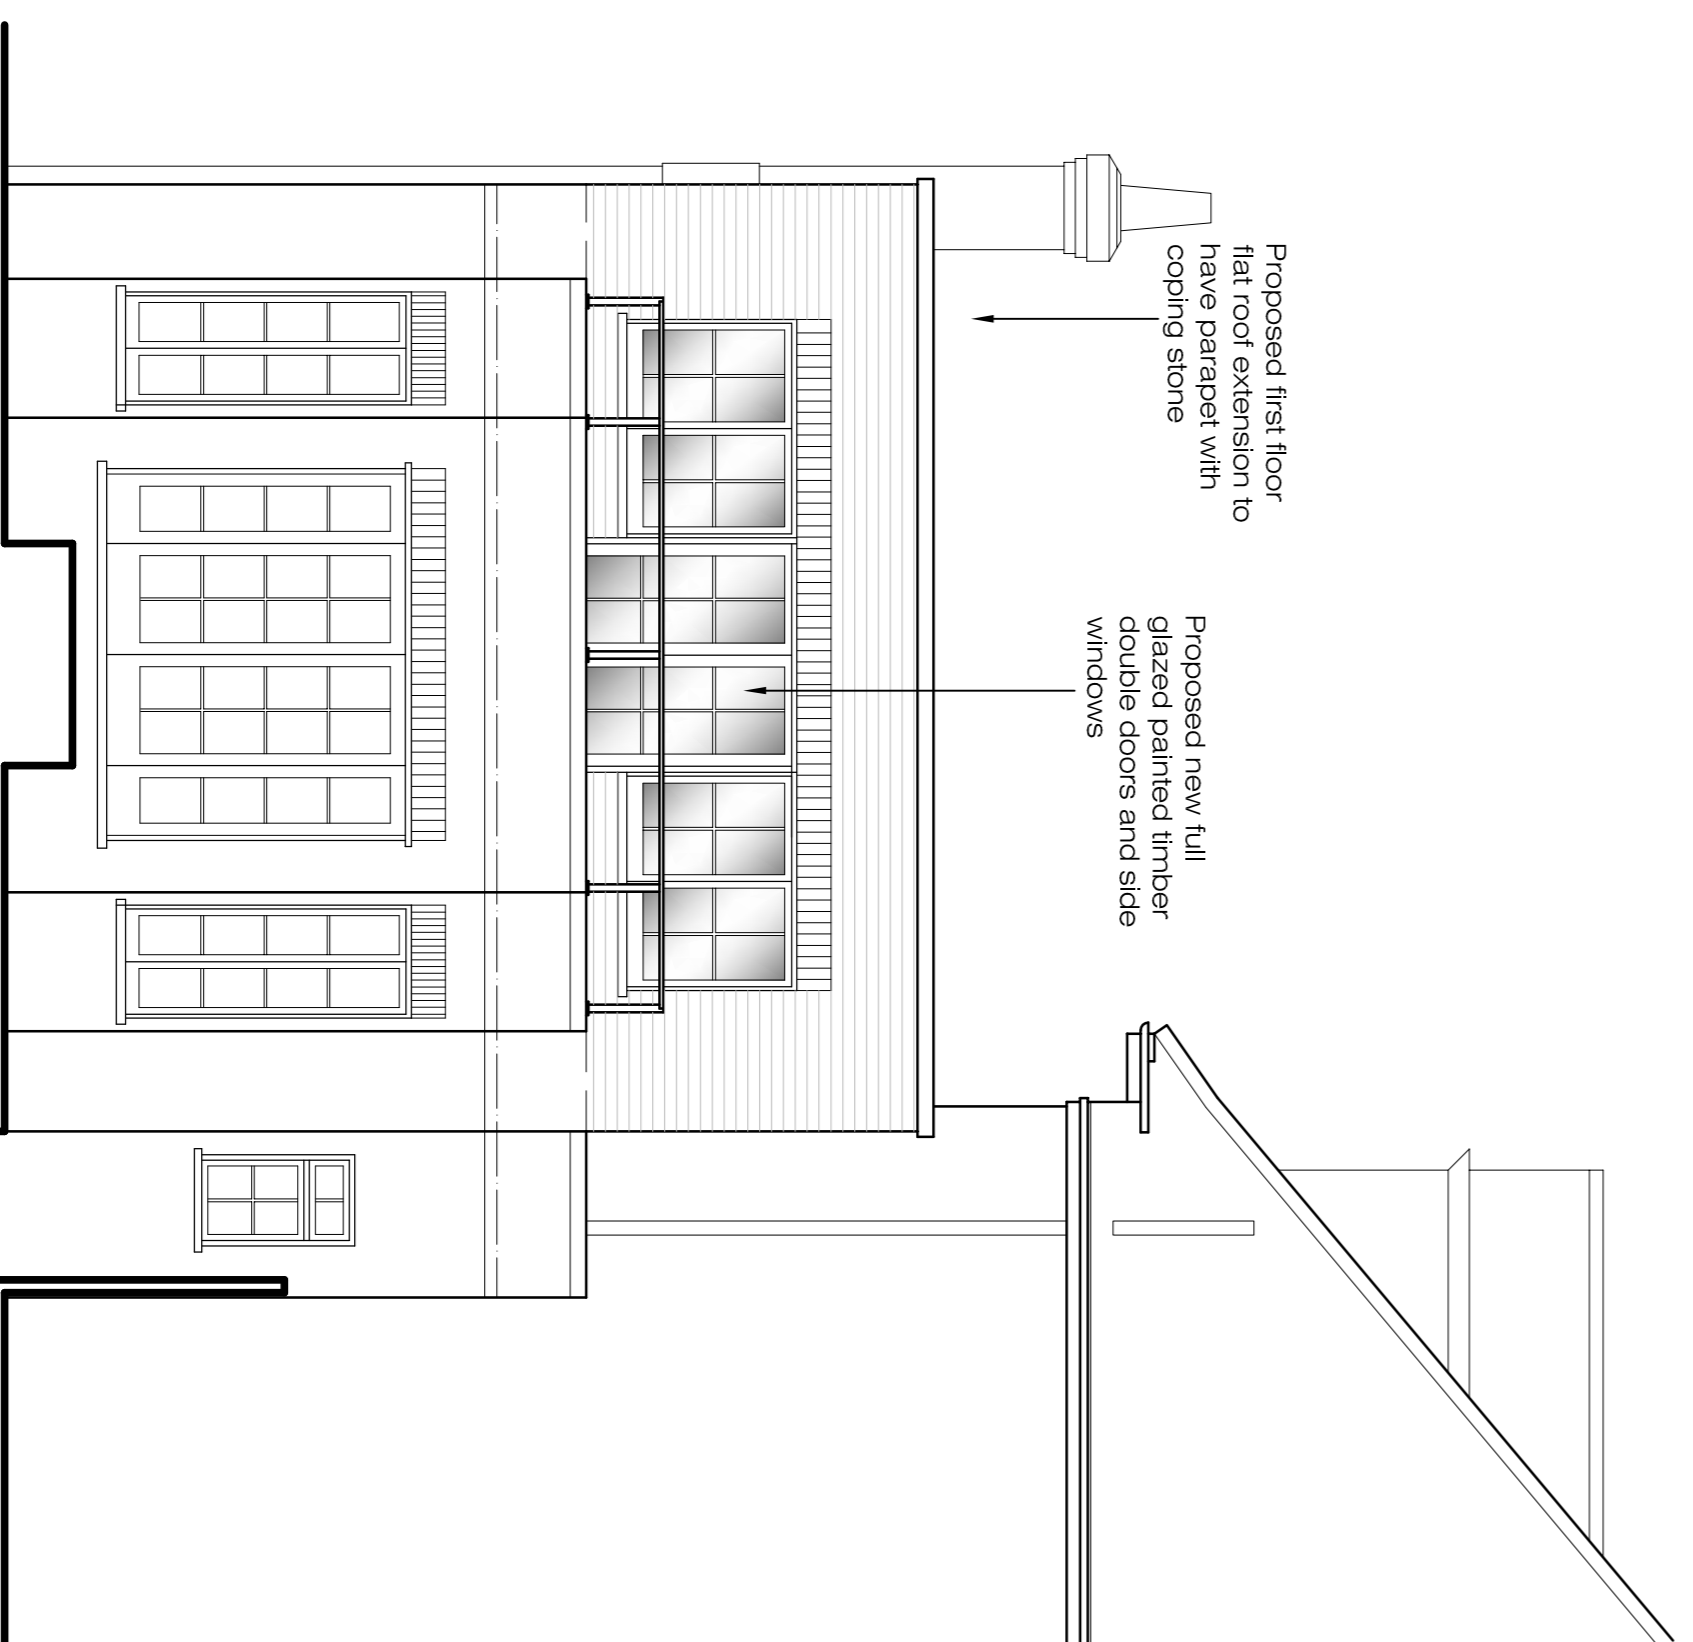 Proposed first floor
flat roof extension to
have parapet with
coping stone
Proposed new full
glazed painted timber
double doors and side
windows